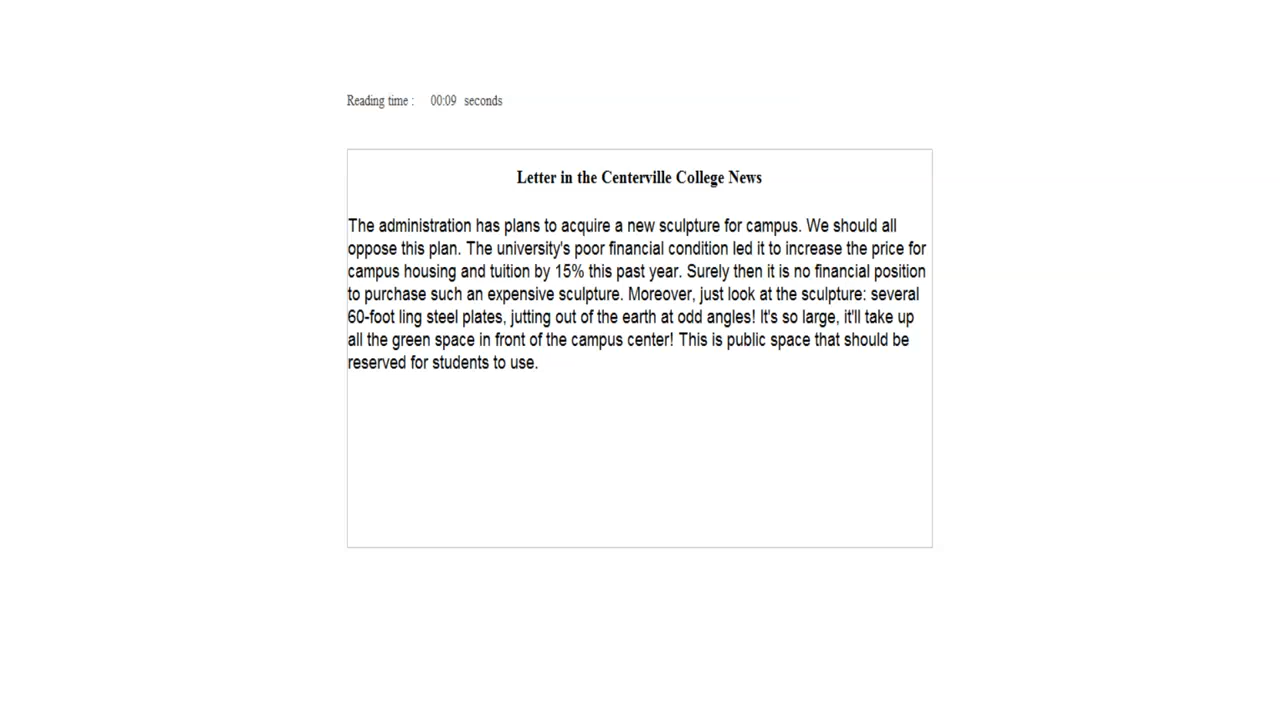 Reading time : 00:09 seconds
Letter in the Centerville College News
The administration has plans to acquire a new sculpture for campus. We should all
oppose this plan. The university's poor financial condition led it to increase the price for
campus housing and tuition by 15% this past year. Surely then it is no financial position
to purchase such an expensive sculpture. Moreover, just look at the sculpture: several
60-foot ling steel plates, jutting out of the earth at odd angles! It's so large, it'll take up
all the green space in front of the campus center! This is public space that should be
reserved for students to use.